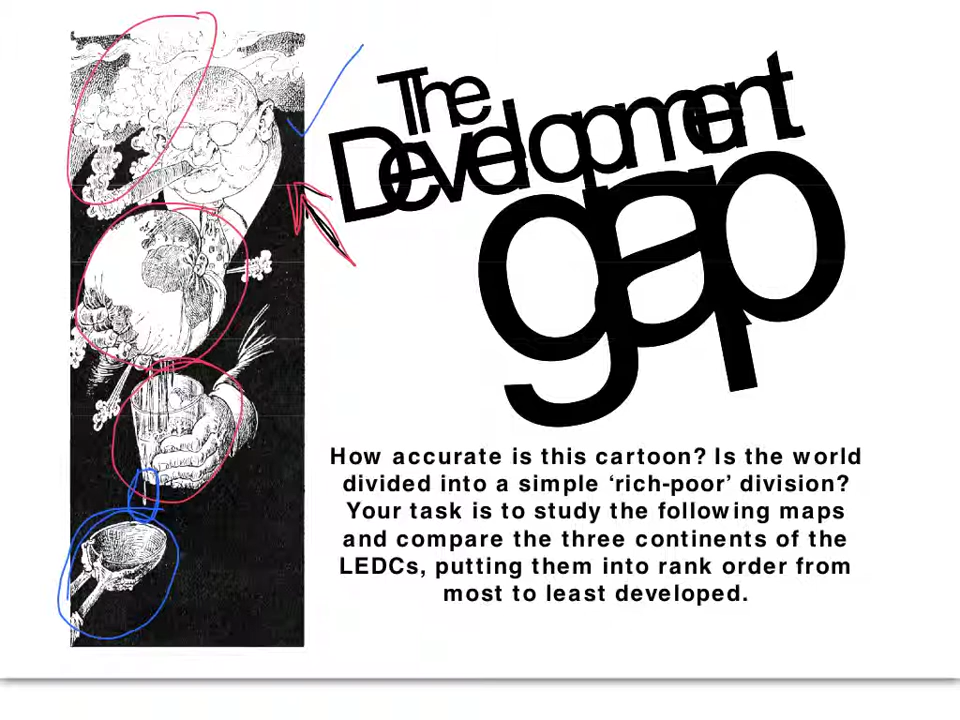 The
Development
gap
How accurate is this cartoon? Is the world
divided into a simple ‘rich-poor’ division?
Your task is to study the following maps
and compare the three continents of the
LEDCs, putting them into rank order from
most to least developed.